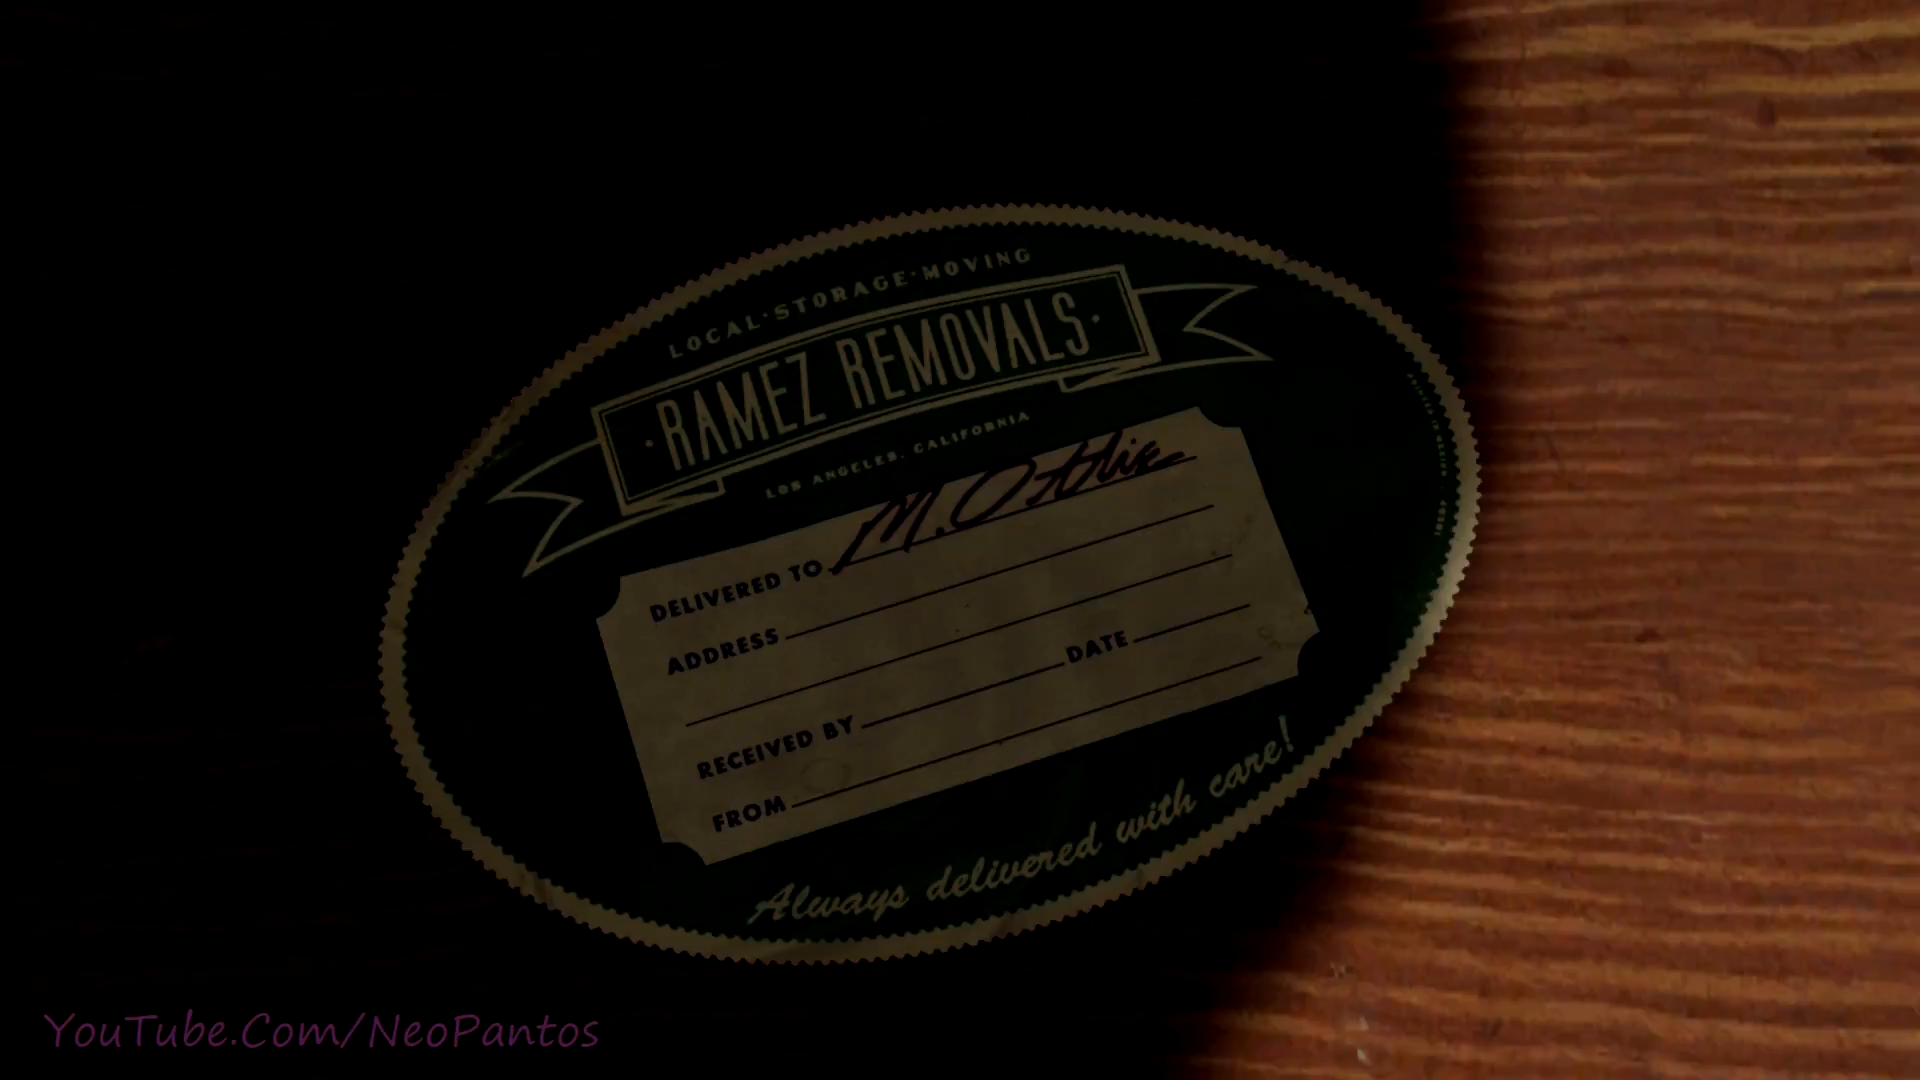 LOCAL·STORAGE·MOVING
·RAMEZ REMOVALS·
LOS ANGELES, CALIFORNIA
DELIVERED TO M. Ostlie
ADDRESS
RECEIVED BY DATE
FROM
Always delivered with care!
YouTube.Com/NeoPantos